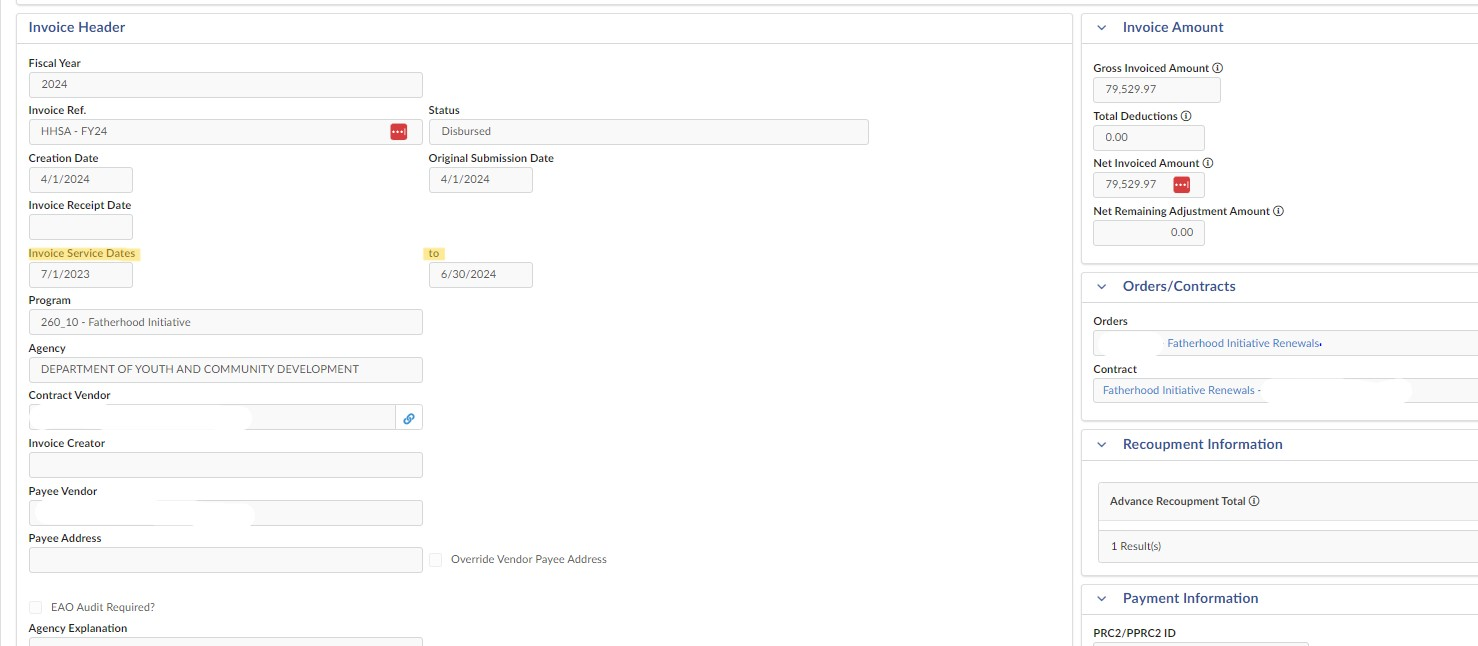 Invoice Header
Fiscal Year
2024
Invoice Ref.
Status
HHSA - FY24
Disbursed
Creation Date
Original Submission Date
4/1/2024
4/1/2024
Invoice Receipt Date
Invoice Service Dates
to
7/1/2023
6/30/2024
Program
260_10 - Fatherhood Initiative
Agency
DEPARTMENT OF YOUTH AND COMMUNITY DEVELOPMENT
Contract Vendor
Invoice Creator
Payee Vendor
Payee Address
Override Vendor Payee Address
EAO Audit Required?
Agency Explanation
Invoice Amount
Gross Invoiced Amount
79,529.97
Total Deductions
0.00
Net Invoiced Amount
79,529.97
Net Remaining Adjustment Amount
0.00
Orders/Contracts
Orders
Fatherhood Initiative Renewals
Contract
Fatherhood Initiative Renewals -
Recoupment Information
Advance Recoupment Total
1 Result(s)
Payment Information
PRC2/PPRC2 ID